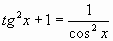 tg²x + 1 = 1/cos²x